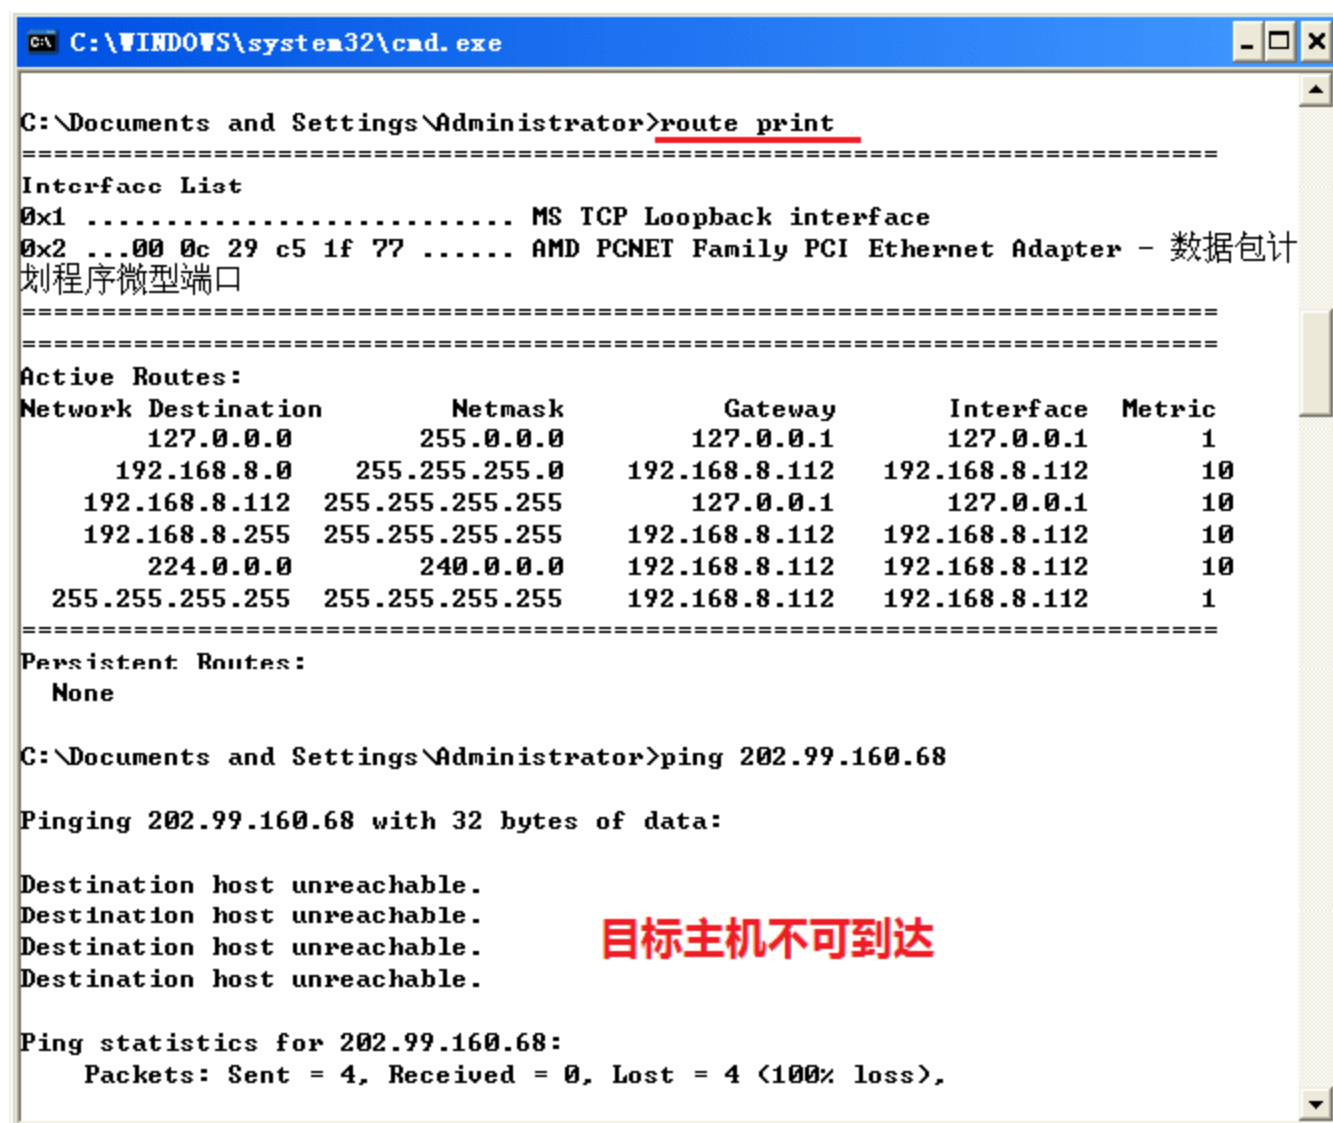 C:\WINDOWS\system32\cmd.exe
C:\Documents and Settings\Administrator>route print
===========================================================================
Interface List
0x1 ........................... MS TCP Loopback interface
0x2 ...00 0c 29 c5 1f 77 ...... AMD PCNET Family PCI Ethernet Adapter - 数据包计
划程序微型端口
===========================================================================
===========================================================================
Active Routes:
Network Destination        Netmask          Gateway       Interface  Metric
        127.0.0.0        255.0.0.0        127.0.0.1       127.0.0.1       1
      192.168.8.0    255.255.255.0    192.168.8.112   192.168.8.112       10
    192.168.8.112  255.255.255.255        127.0.0.1       127.0.0.1       10
    192.168.8.255  255.255.255.255    192.168.8.112   192.168.8.112       10
        224.0.0.0        240.0.0.0    192.168.8.112   192.168.8.112       10
  255.255.255.255  255.255.255.255    192.168.8.112   192.168.8.112       1
===========================================================================
Persistent Routes:
  None
C:\Documents and Settings\Administrator>ping 202.99.160.68
Pinging 202.99.160.68 with 32 bytes of data:
Destination host unreachable.
Destination host unreachable.
目标主机不可到达
Destination host unreachable.
Destination host unreachable.
Ping statistics for 202.99.160.68:
    Packets: Sent = 4, Received = 0, Lost = 4 (100% loss),